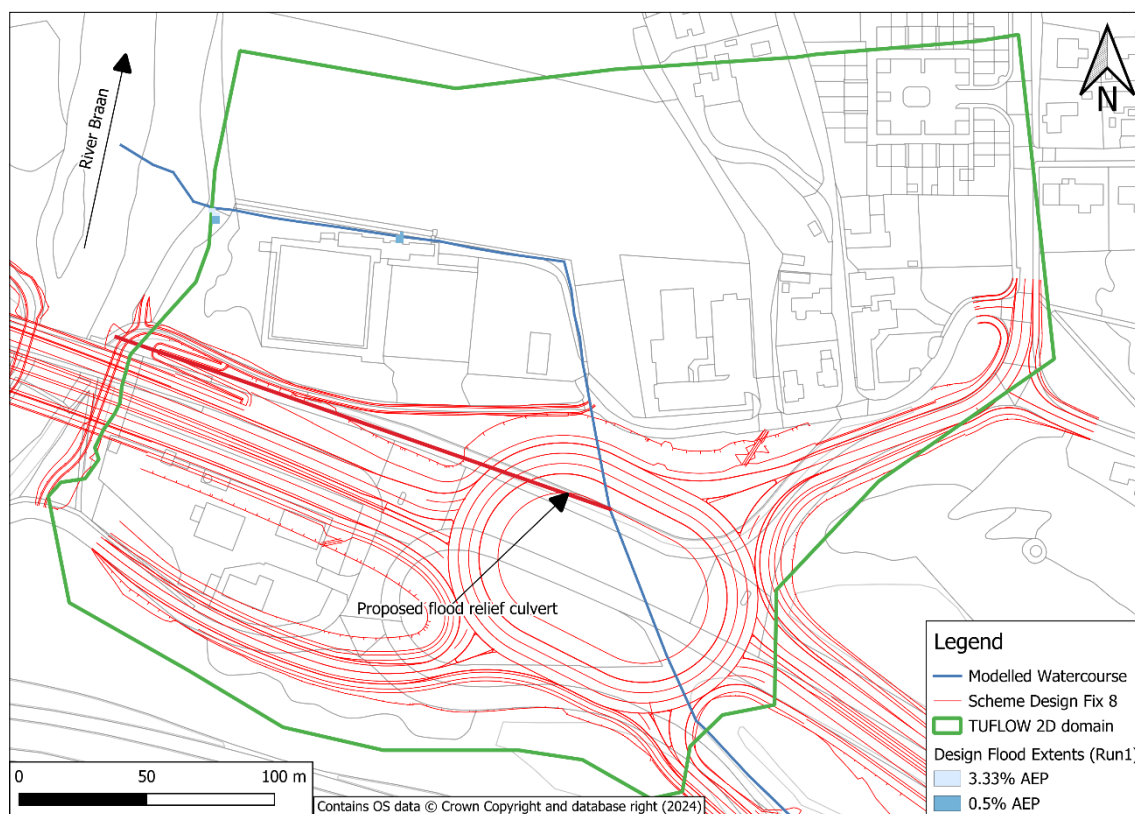 River Braan
N
Proposed flood relief culvert
Legend
Modelled Watercourse
Scheme Design Fix 8
TUFLOW 2D domain
Design Flood Extents (Run1)
3.33% AEP
0.5% AEP
0 50 100 m
Contains OS data © Crown Copyright and database right (2024)